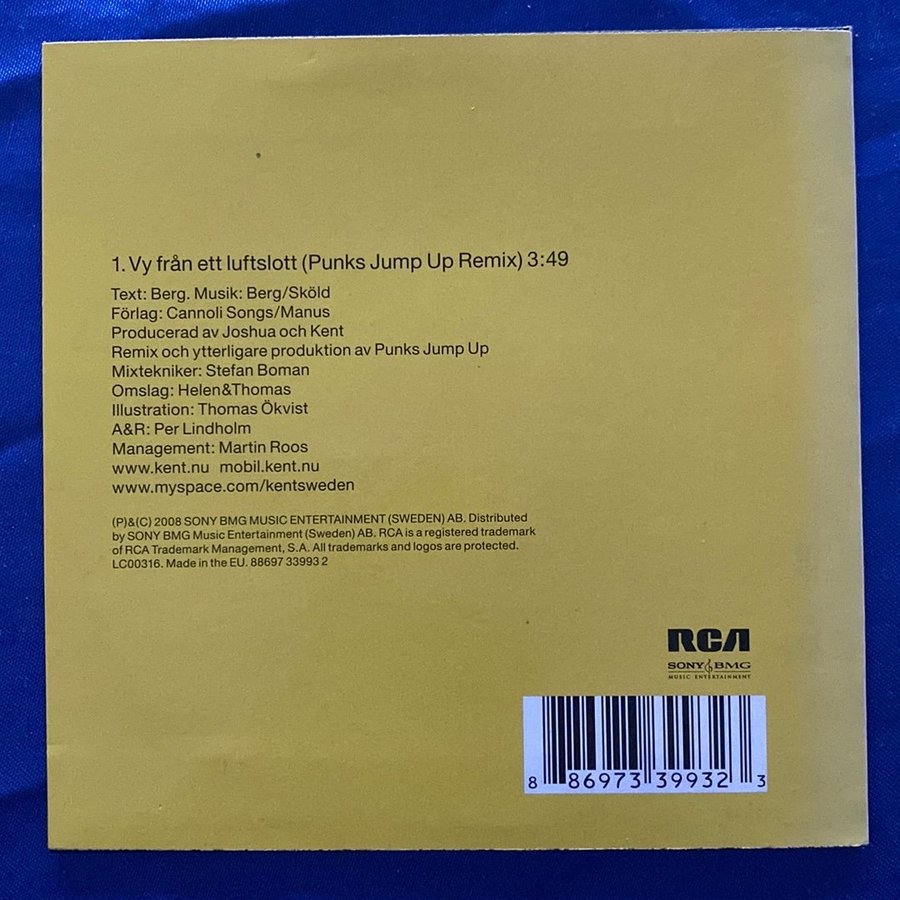 1. Vy från ett luftslott (Punks Jump Up Remix) 3:49
Text: Berg. Musik: Berg/Sköld
Förlag: Cannoli Songs/Manus
Producerad av Joshua och Kent
Remix och ytterligare produktion av Punks Jump Up
Mixtekniker: Stefan Boman
Omslag: Helen&Thomas
Illustration: Thomas Ökvist
A&R: Per Lindholm
Management: Martin Roos
www.kent.nu mobil.kent.nu
www.myspace.com/kentsweden
(P)&(C) 2008 SONY BMG MUSIC ENTERTAINMENT (SWEDEN) AB. Distributed
by SONY BMG Music Entertainment (Sweden) AB. RCA is a registered trademark
of RCA Trademark Management, S.A. All trademarks and logos are protected.
LC00316. Made in the EU. 88697 33993 2
RCA
SONY BMG
MUSIC ENTERTAINMENT
8 86973 39932 3